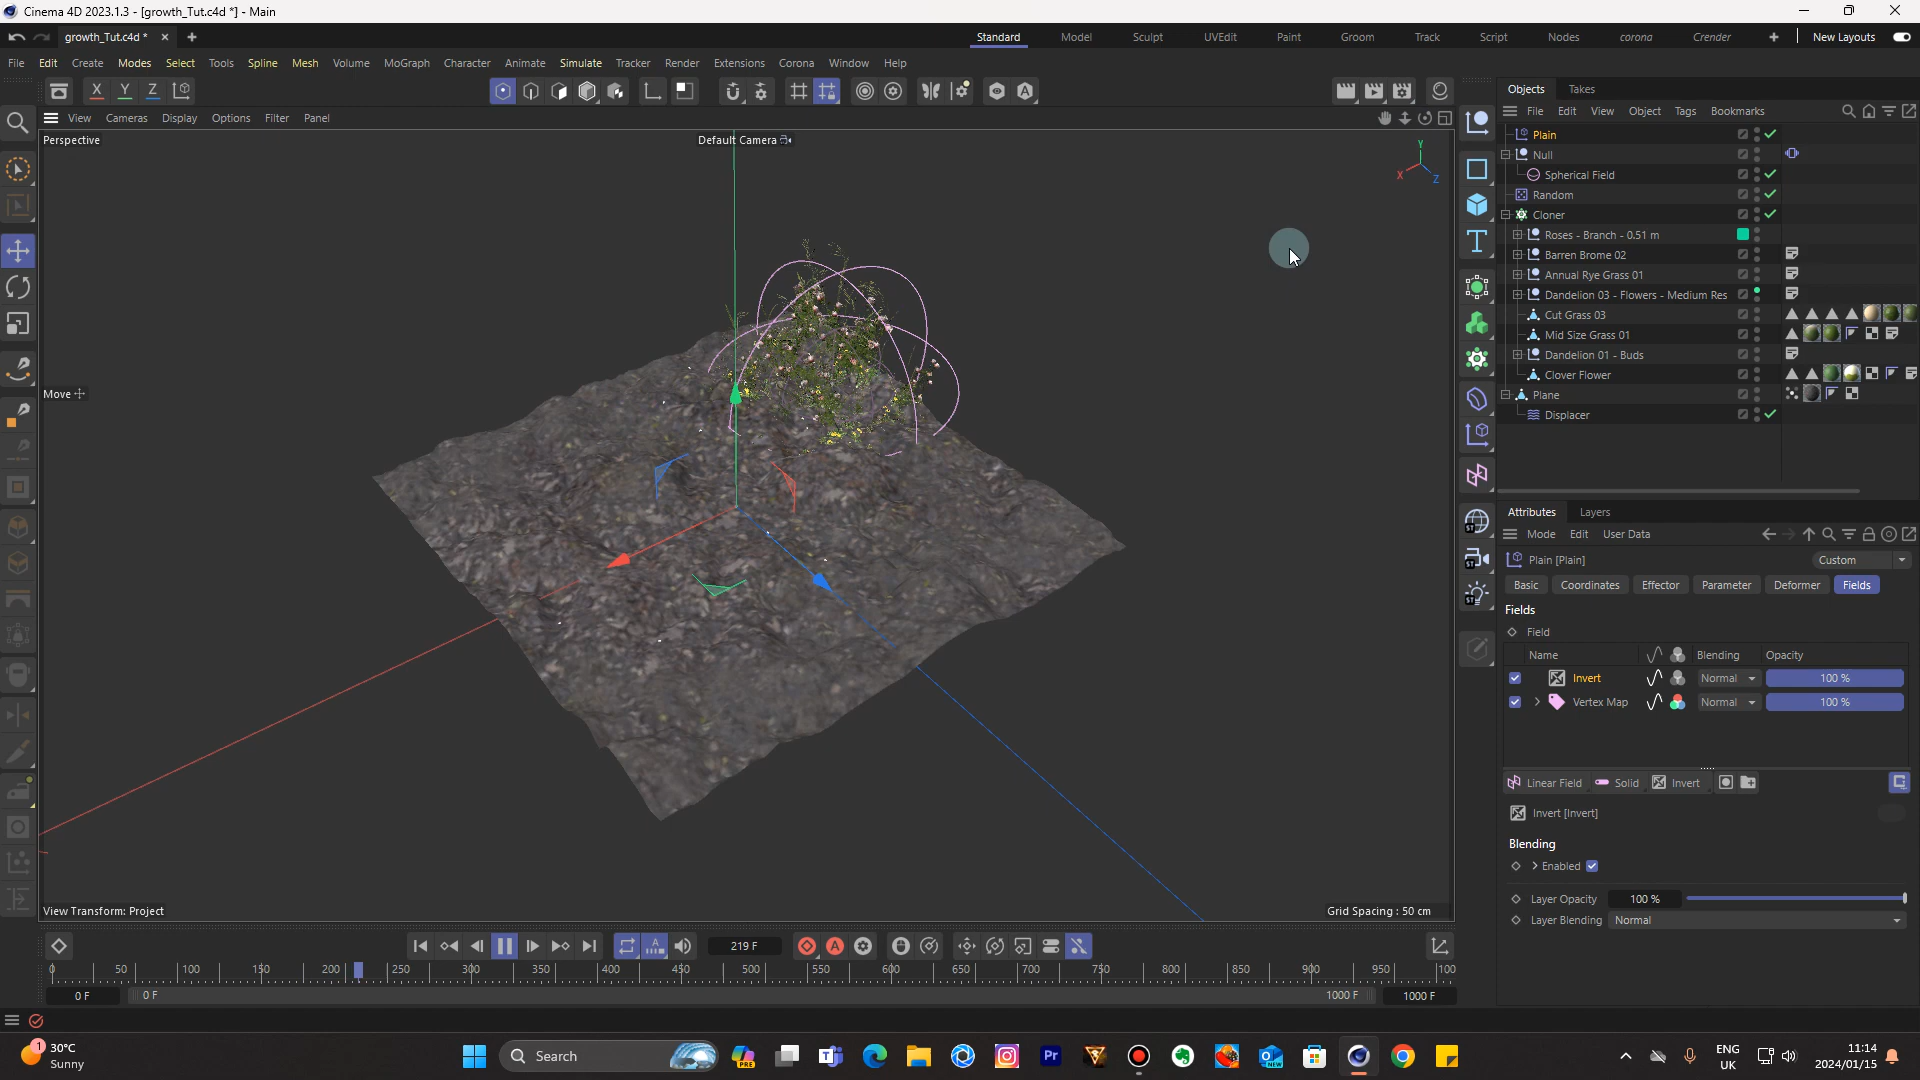 Cinema 4D 2023.1.3 - [growth_Tut.c4d *] - Main
growth_Tut.c4d *
Standard Model Sculpt UVEdit Paint Groom Track Script Nodes corona Crender New Layouts
File Edit Create Modes Select Tools Spline Mesh Volume MoGraph Character Animate Simulate Tracker Render Extensions Corona Window Help
X Y Z
Objects Takes
File Edit View Object Tags Bookmarks
View Cameras Display Options Filter Panel
Perspective
Default Camera
Y
X
Z
Move
Plain
Null
Spherical Field
Random
Cloner
Roses - Branch - 0.51 m
Barren Brome 02
Annual Rye Grass 01
Dandelion 03 - Flowers - Medium Res
Cut Grass 03
Mid Size Grass 01
Dandelion 01 - Buds
Clover Flower
Plane
Displacer
Attributes Layers
Mode Edit User Data
Plain [Plain] Custom
Basic Coordinates Effector Parameter Deformer Fields
Fields
Field
Name Blending Opacity
Invert Normal 100 %
Vertex Map Normal 100 %
Linear Field Solid Invert
Invert [Invert]
Blending
Enabled
Layer Opacity 100 %
Layer Blending Normal
View Transform: Project
Grid Spacing : 50 cm
219 F
0 50 100 150 200 250 300 350 400 450 500 550 600 650 700 750 800 850 900 950 100
0 F 0 F 1000 F 1000 F
1 30°C
Sunny
Search
PRE
Pr
NEW
ENG
UK
11:14
2024/01/15